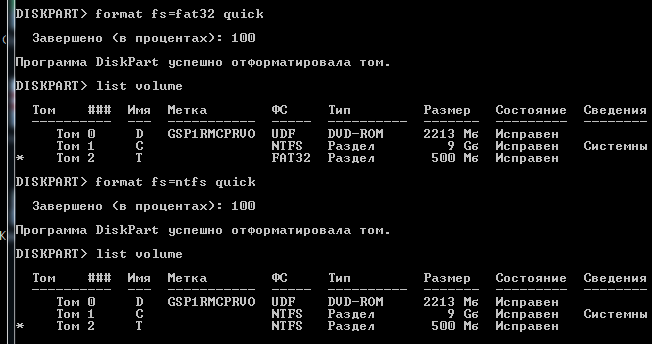 DISKPART> format fs=fat32 quick
Завершено (в процентах): 100
Программа DiskPart успешно отформатировала том.
DISKPART> list volume
Том ### Имя Метка ФС Тип Размер Состояние Сведения
Том 0 D GSP1RMCPRVO UDF DVD-ROM 2213 Мб Исправен
Том 1 C NTFS Раздел 9 Gб Исправен Системны
* Том 2 T FAT32 Раздел 500 Мб Исправен
DISKPART> format fs=ntfs quick
Завершено (в процентах): 100
Программа DiskPart успешно отформатировала том.
DISKPART> list volume
Том ### Имя Метка ФС Тип Размер Состояние Сведения
Том 0 D GSP1RMCPRVO UDF DVD-ROM 2213 Мб Исправен
Том 1 C NTFS Раздел 9 Gб Исправен Системны
* Том 2 T NTFS Раздел 500 Мб Исправен